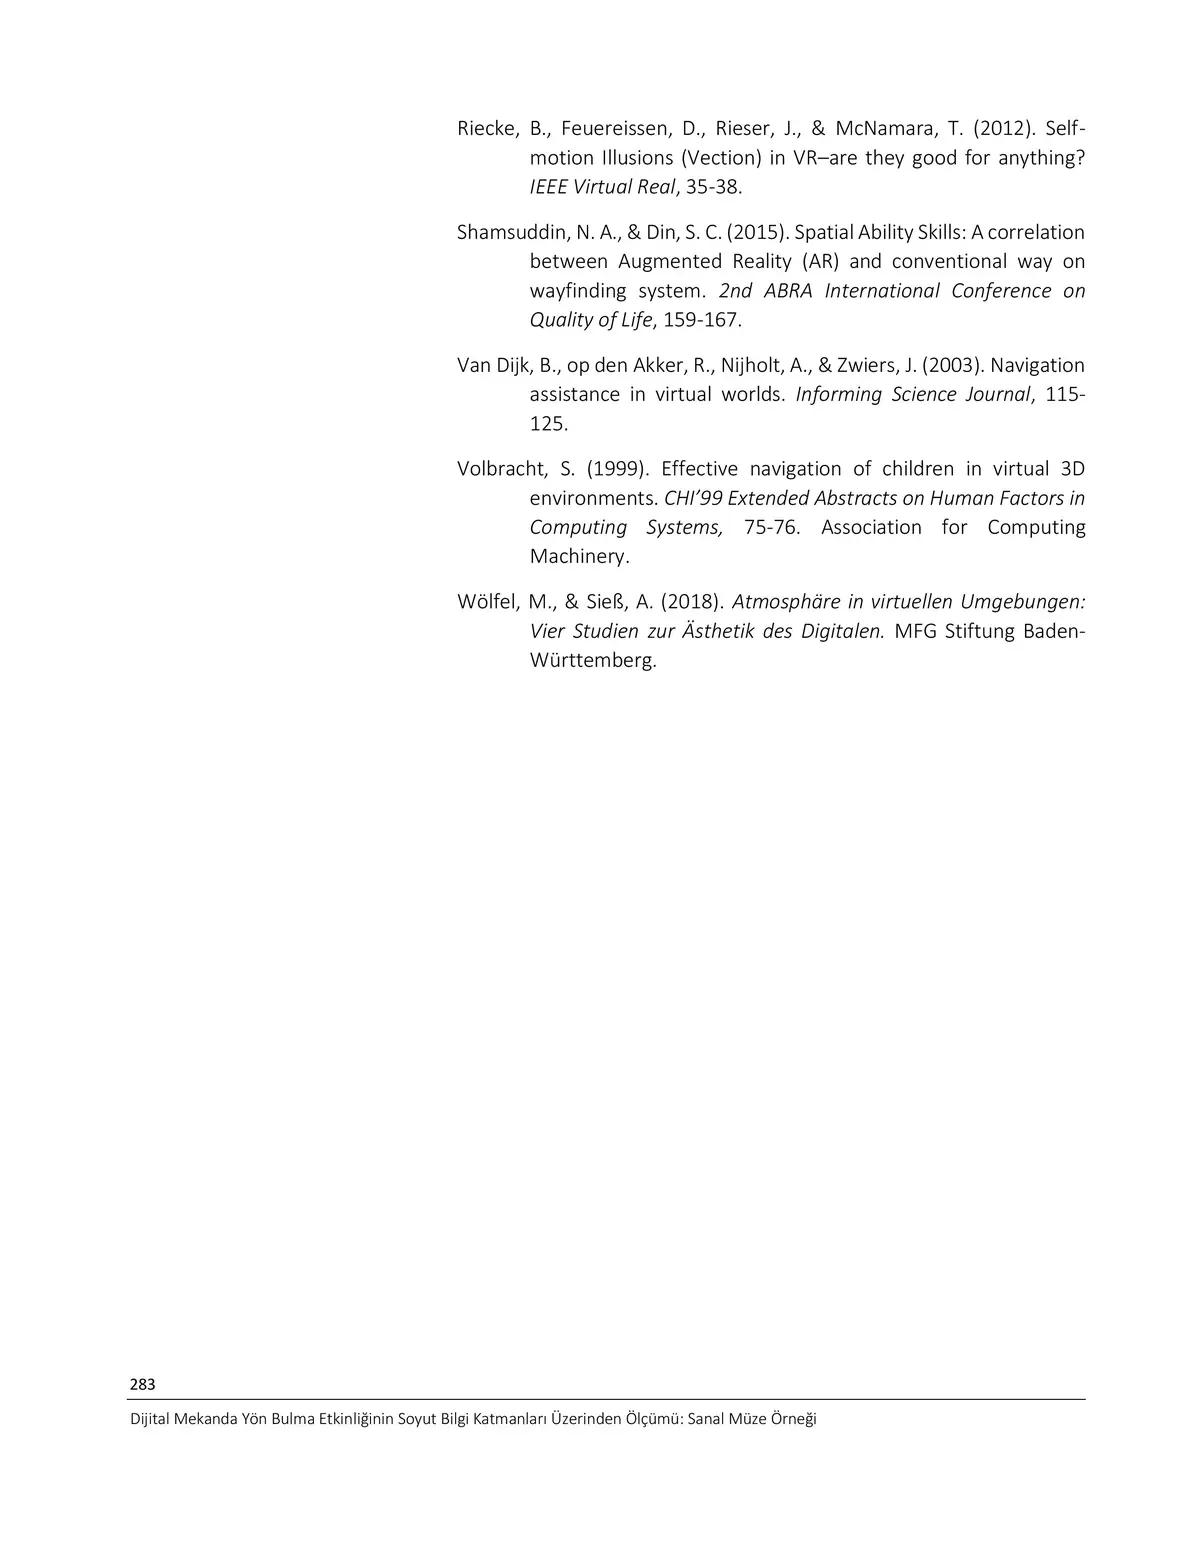 Riecke, B., Feuereissen, D., Rieser, J., & McNamara, T. (2012). Self-
motion Illusions (Vection) in VR–are they good for anything?
IEEE Virtual Real, 35-38.
Shamsuddin, N. A., & Din, S. C. (2015). Spatial Ability Skills: A correlation
between Augmented Reality (AR) and conventional way on
wayfinding system. 2nd ABRA International Conference on
Quality of Life, 159-167.
Van Dijk, B., op den Akker, R., Nijholt, A., & Zwiers, J. (2003). Navigation
assistance in virtual worlds. Informing Science Journal, 115-
125.
Volbracht, S. (1999). Effective navigation of children in virtual 3D
environments. CHI’99 Extended Abstracts on Human Factors in
Computing Systems, 75-76. Association for Computing
Machinery.
Wölfel, M., & Sieß, A. (2018). Atmosphäre in virtuellen Umgebungen:
Vier Studien zur Ästhetik des Digitalen. MFG Stiftung Baden-
Württemberg.
283
Dijital Mekanda Yön Bulma Etkinliğinin Soyut Bilgi Katmanları Üzerinden Ölçümü: Sanal Müze Örneği